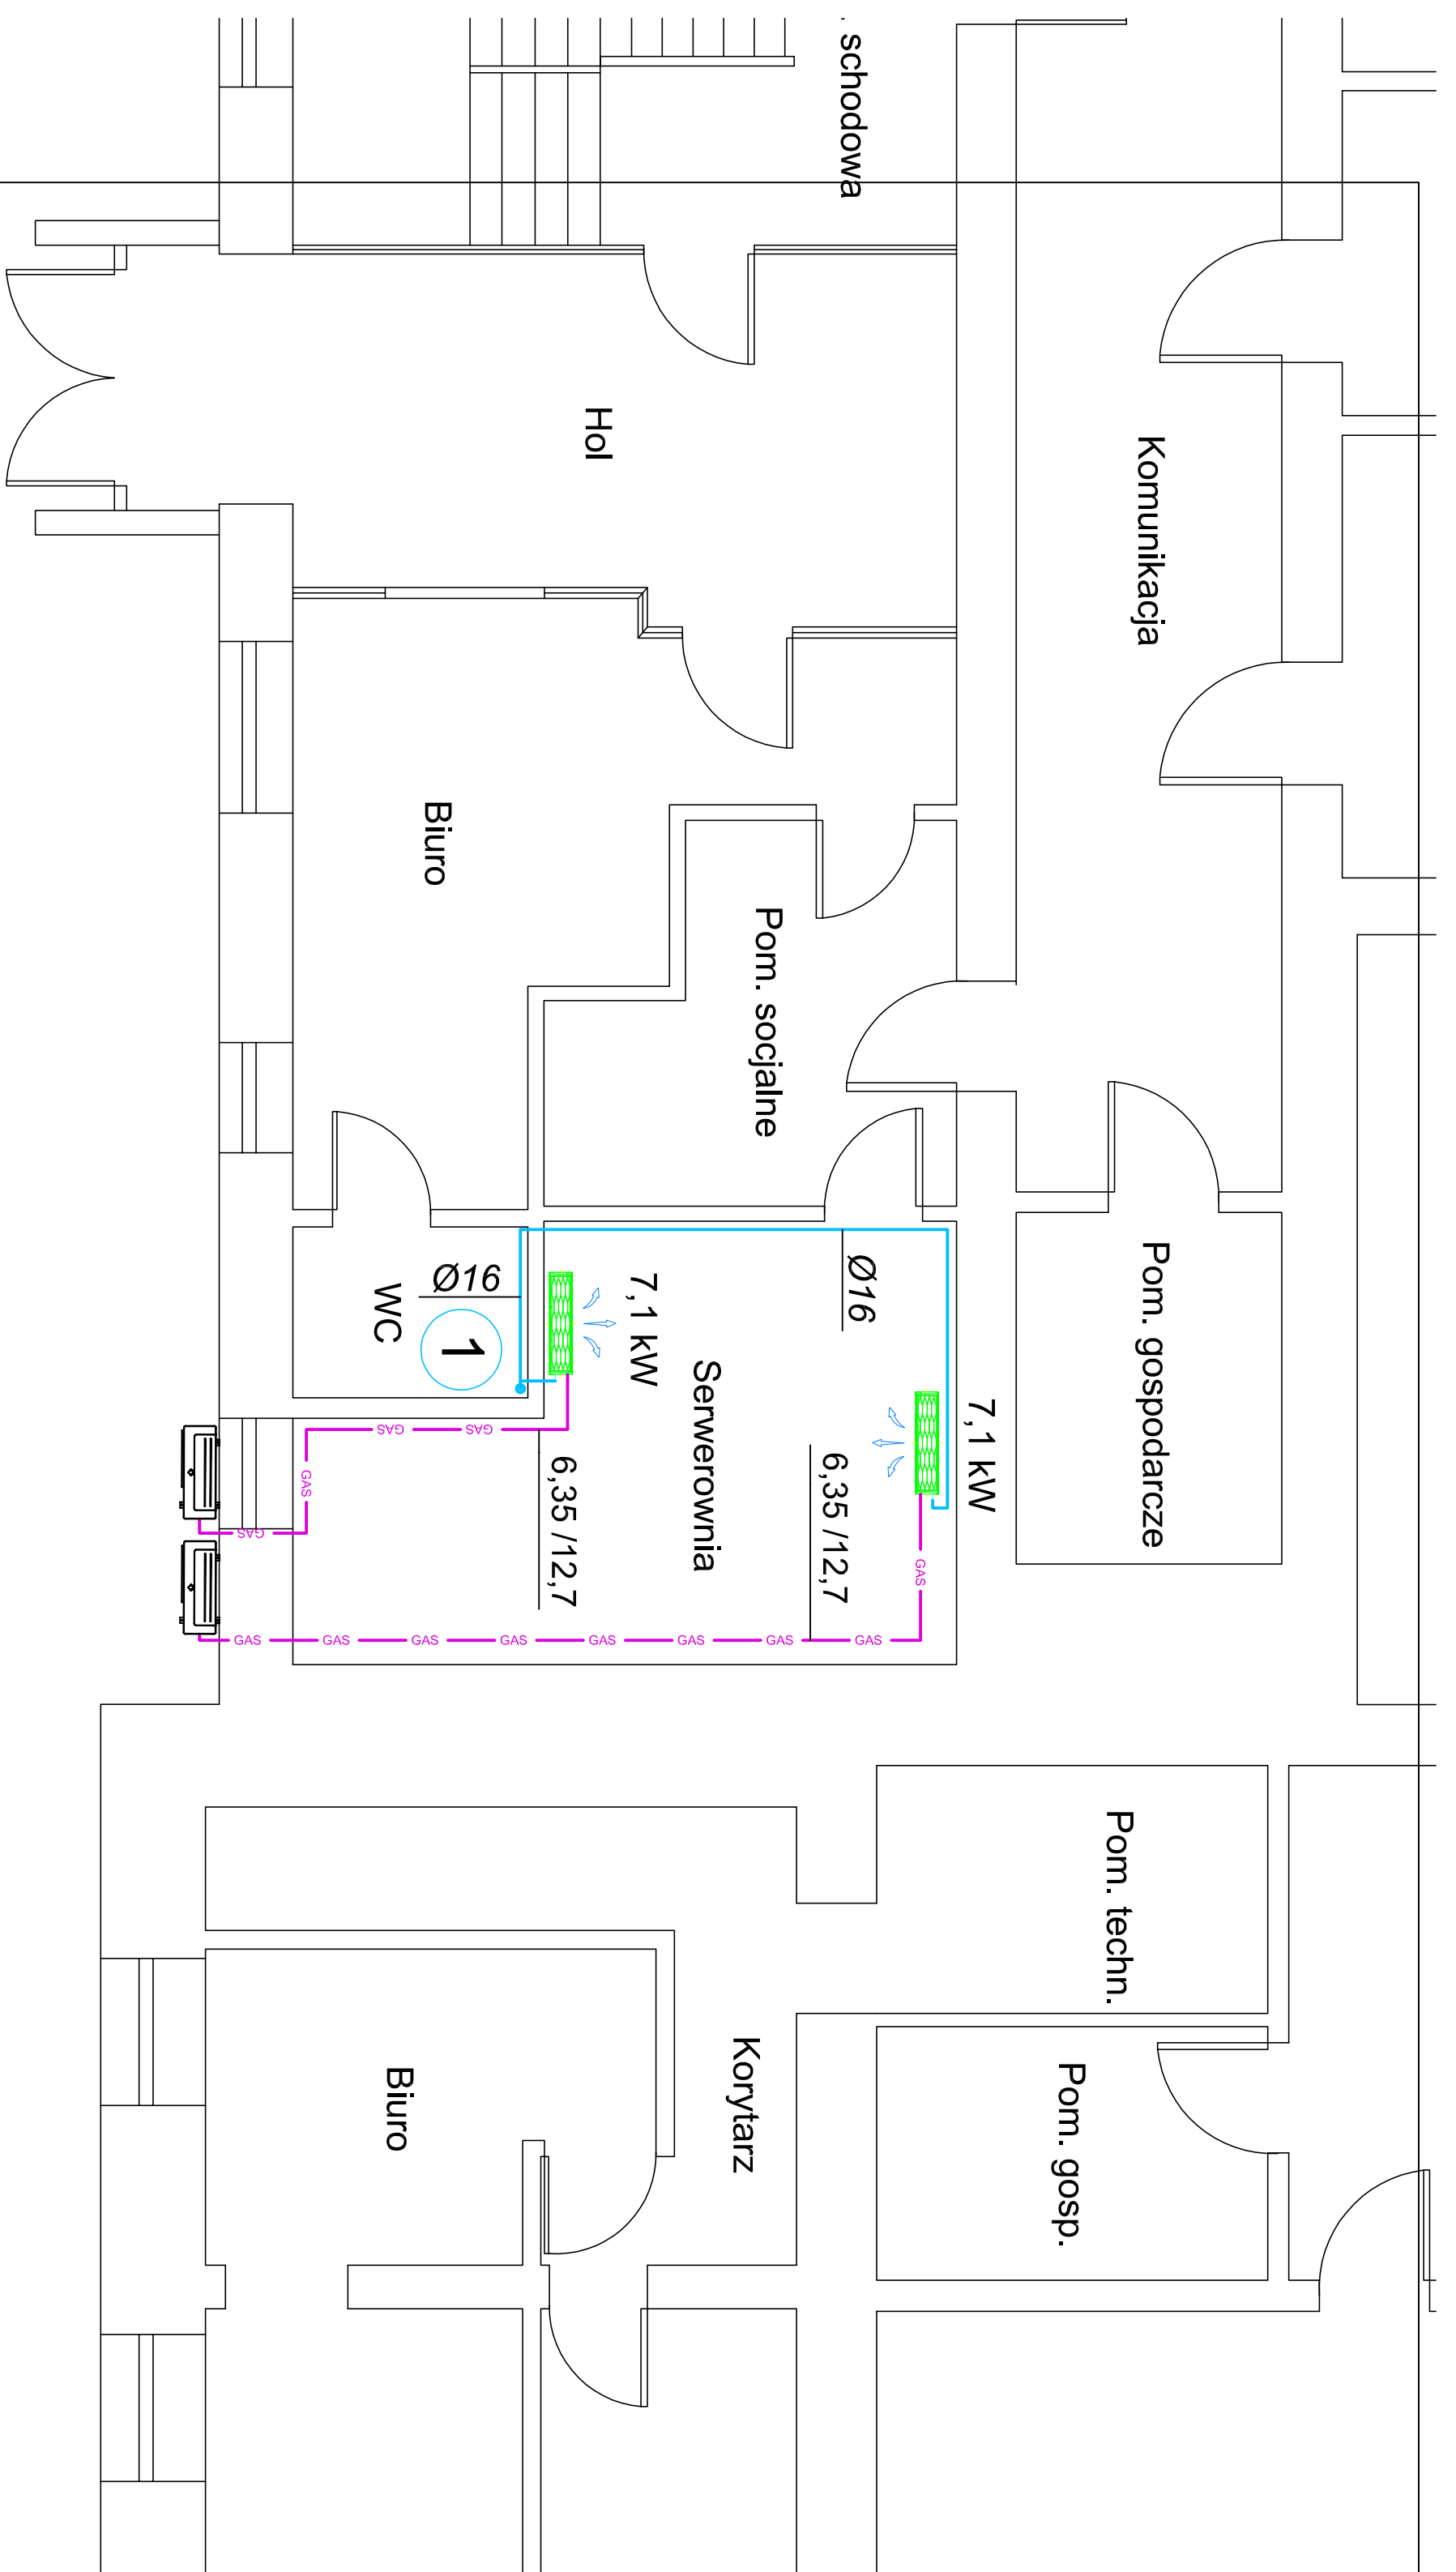 . schodowa
Hol
Komunikacja
Biuro
Pom. socjalne
Pom. gospodarcze
Ø16
Ø16
WC
1
7,1 kW
7,1 kW
Serwerownia
6,35 /12,7
6,35 /12,7
GAS
GAS
GAS
GAS
GAS
GAS
GAS
GAS
GAS
GAS
GAS
GAS
GAS
Pom. techn.
Korytarz
Pom. gosp.
Biuro